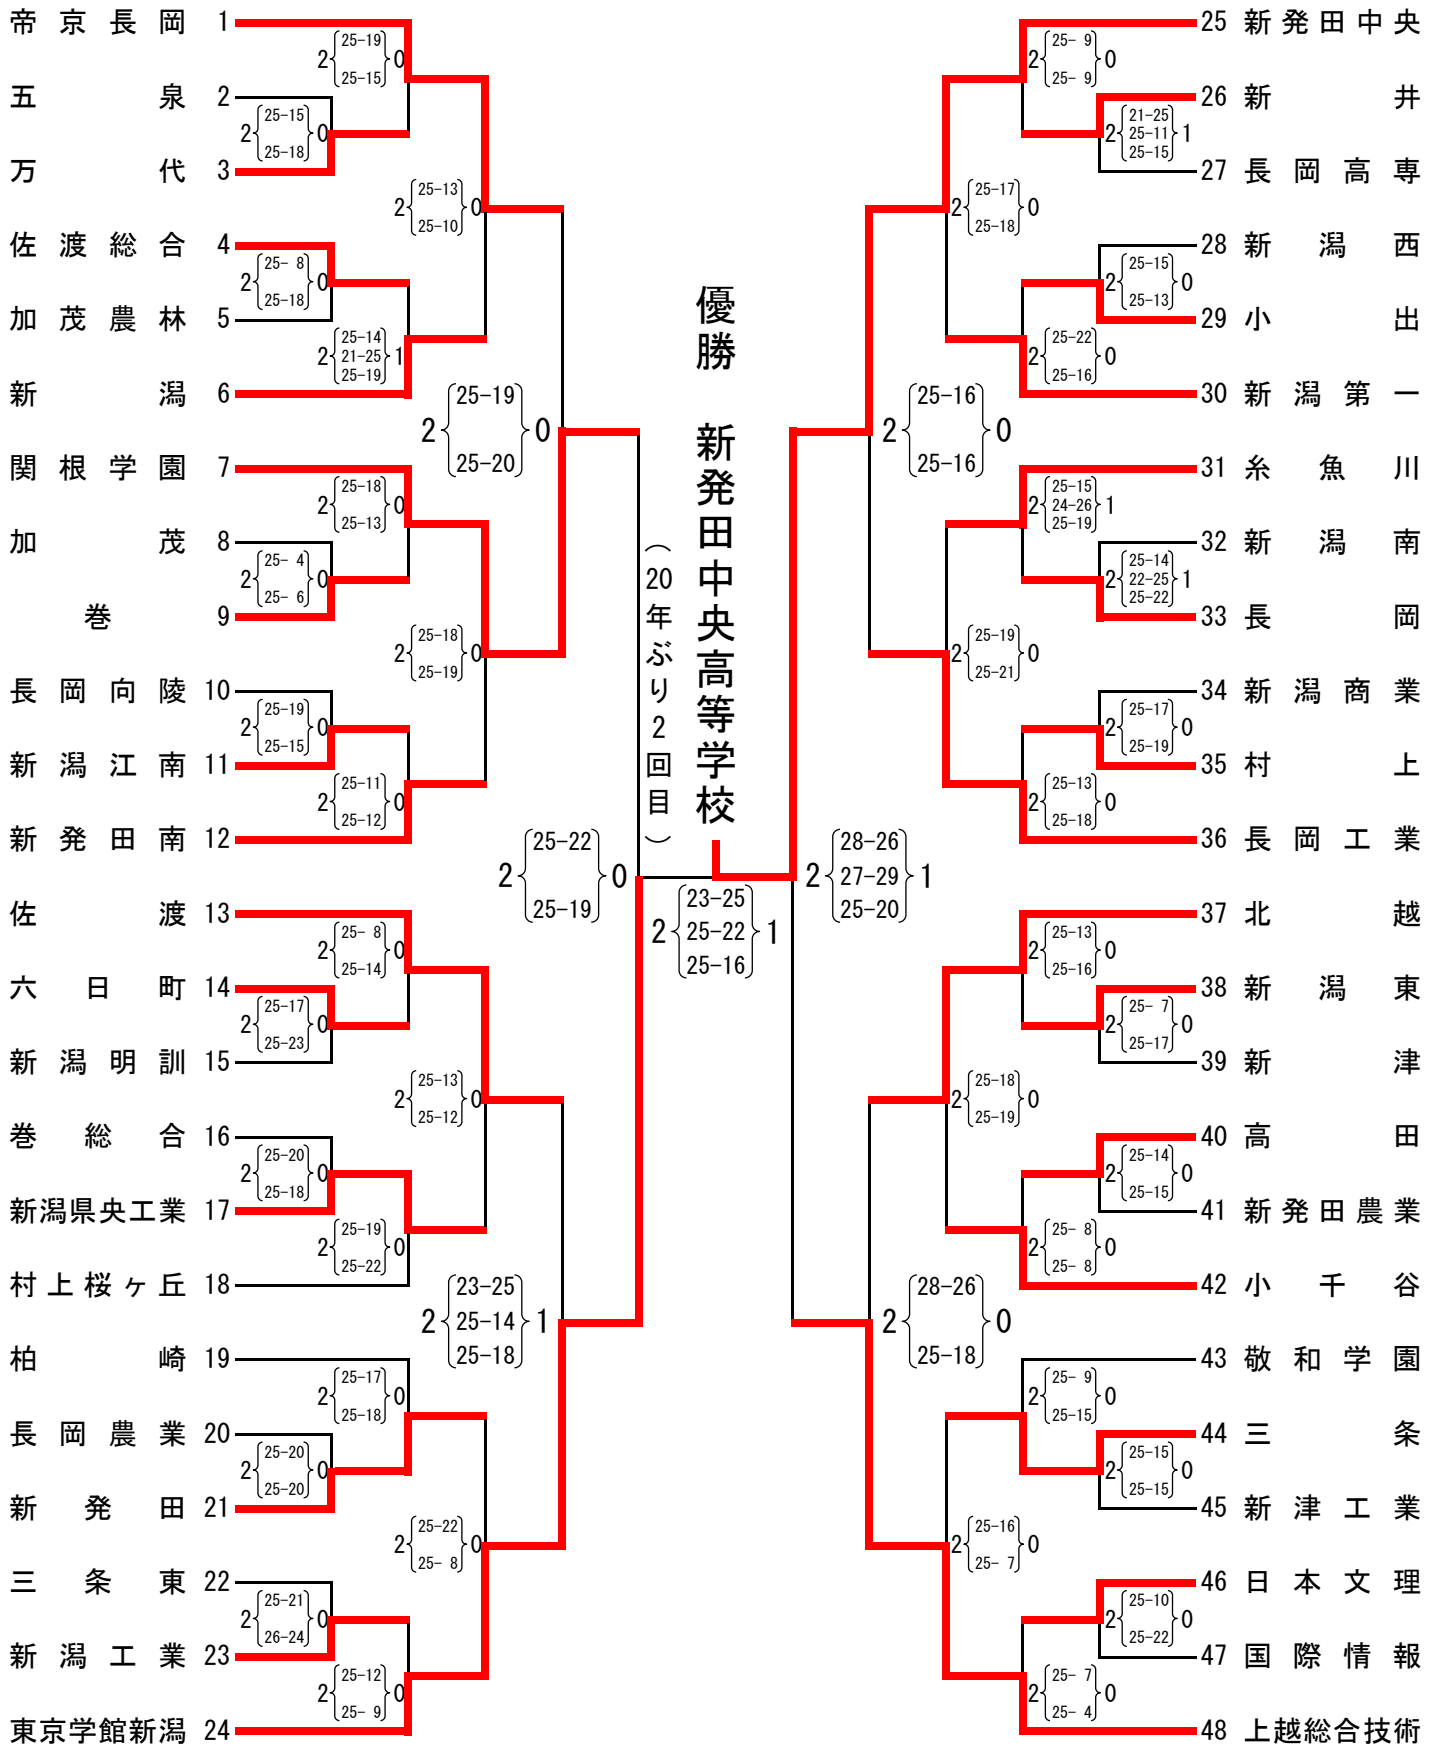 帝京長岡 1
2 25-19 25-15 0
五泉 2
2 25-15 25-18 0
万代 3
2 25-13 25-10 0
佐渡総合 4
2 25- 8 25-18 0
加茂農林 5
2 25-14 21-25 25-19 1
新潟 6
2 25-19 25-20 0
関根学園 7
2 25-18 25-13 0
加茂 8
2 25- 4 25- 6 0
巻 9
2 25-18 25-19 0
長岡向陵 10
2 25-19 25-15 0
新潟江南 11
2 25-11 25-12 0
新発田南 12
2 25-22 25-19 0
佐渡 13
2 25- 8 25-14 0
六日町 14
2 25-17 25-23 0
新潟明訓 15
2 25-13 25-12 0
巻総合 16
2 25-20 25-18 0
新潟県央工業 17
2 25-19 25-22 0
村上桜ヶ丘 18
2 23-25 25-14 25-18 1
柏崎 19
2 25-17 25-18 0
長岡農業 20
2 25-20 25-20 0
新発田 21
2 25-22 25- 8 0
三条東 22
2 25-21 26-24 0
新潟工業 23
2 25-12 25- 9 0
東京学館新潟 24
優勝 新発田中央高等学校
（20年ぶり2回目）
2 23-25 25-22 25-16 1
25 新発田中央
2 25- 9 25- 9 0
26 新井
2 21-25 25-11 25-15 1
27 長岡高専
2 25-17 25-18 0
28 新潟西
2 25-15 25-13 0
29 小出
2 25-22 25-16 0
30 新潟第一
2 25-16 25-16 0
31 糸魚川
2 25-15 24-26 25-19 1
32 新潟南
2 25-14 22-25 25-22 1
33 長岡
2 25-19 25-21 0
34 新潟商業
2 25-17 25-19 0
35 村上
2 25-13 25-18 0
36 長岡工業
2 28-26 27-29 25-20 1
37 北越
2 25-13 25-16 0
38 新潟東
2 25- 7 25-17 0
39 新津
2 25-18 25-19 0
40 高田
2 25-14 25-15 0
41 新発田農業
2 25- 8 25- 8 0
42 小千谷
2 28-26 25-18 0
43 敬和学園
2 25- 9 25-15 0
44 三条
2 25-15 25-15 0
45 新津工業
2 25-16 25- 7 0
46 日本文理
2 25-10 25-22 0
47 国際情報
2 25- 7 25- 4 0
48 上越総合技術